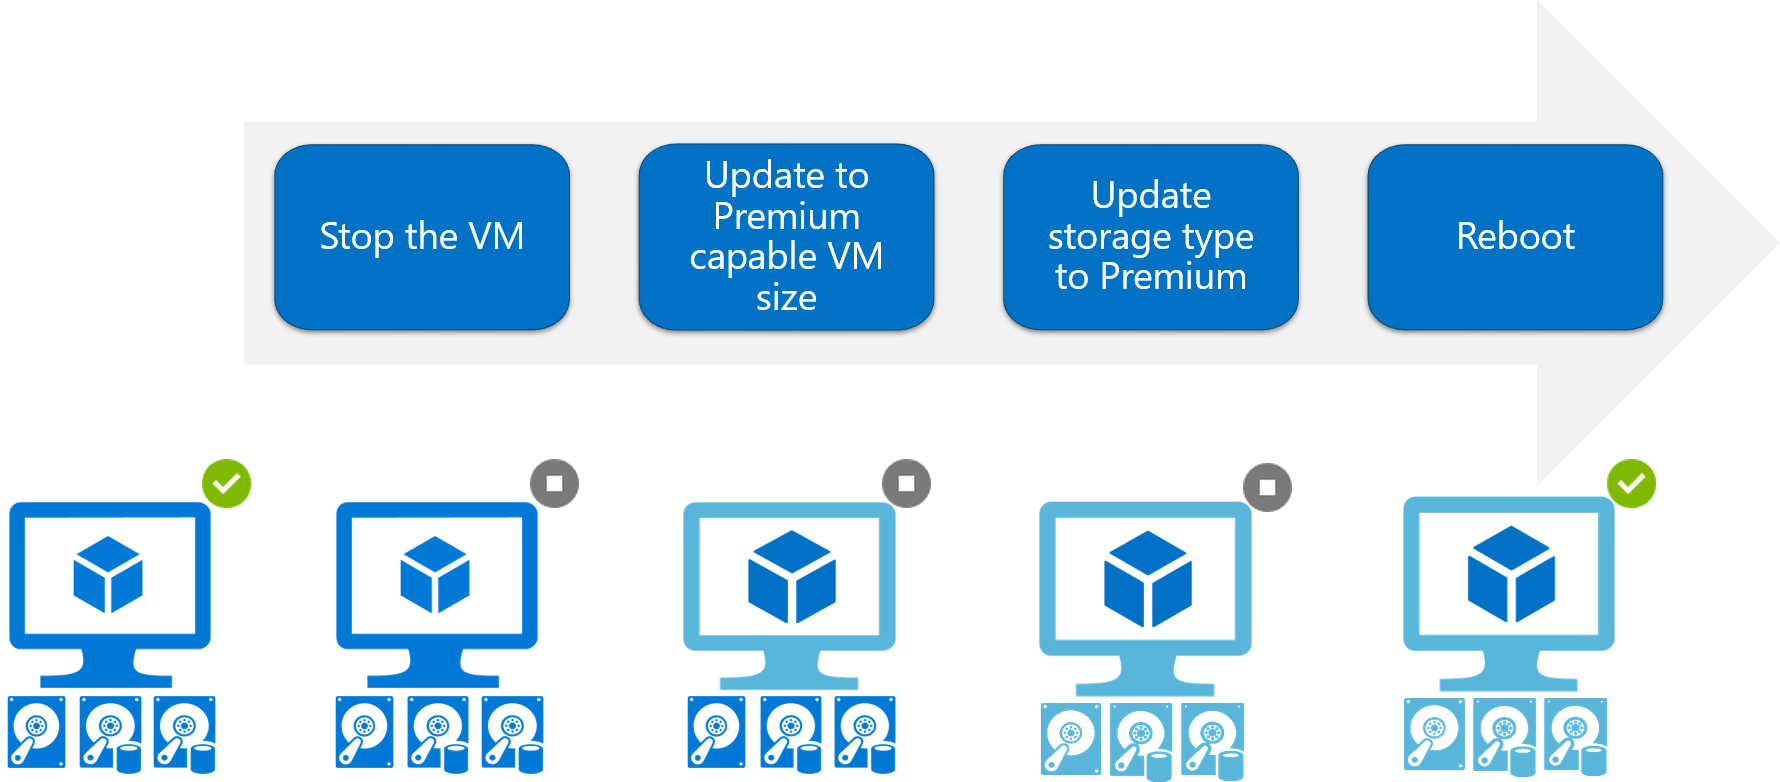 Stop the VM
Update to
Premium
capable VM
size
Update
storage type
to Premium
Reboot